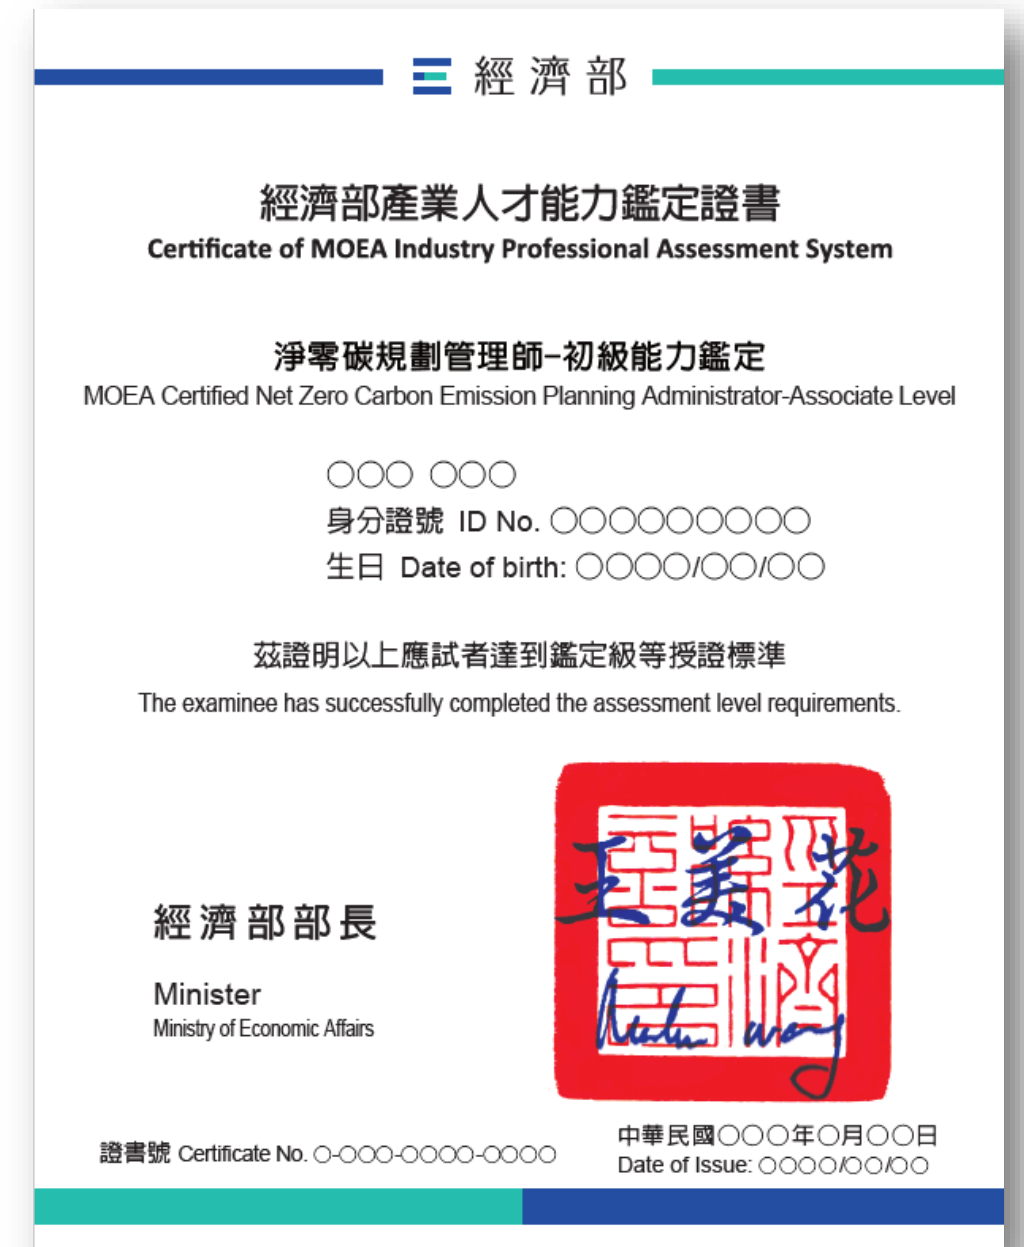 經濟部
經濟部產業人才能力鑑定證書
Certificate of MOEA Industry Professional Assessment System
淨零碳規劃管理師-初級能力鑑定
MOEA Certified Net Zero Carbon Emission Planning Administrator-Associate Level
○○○ ○○○
身分證號 ID No. ○○○○○○○○○
生日 Date of birth: ○○○○/○○/○○
茲證明以上應試者達到鑑定級等授證標準
The examinee has successfully completed the assessment level requirements.
王美花
經濟部部長
Minister
Ministry of Economic Affairs
證書號 Certificate No. ○-○○○-○○○○-○○○○
中華民國○○○年○月○○日
Date of Issue: ○○○○/○○/○○